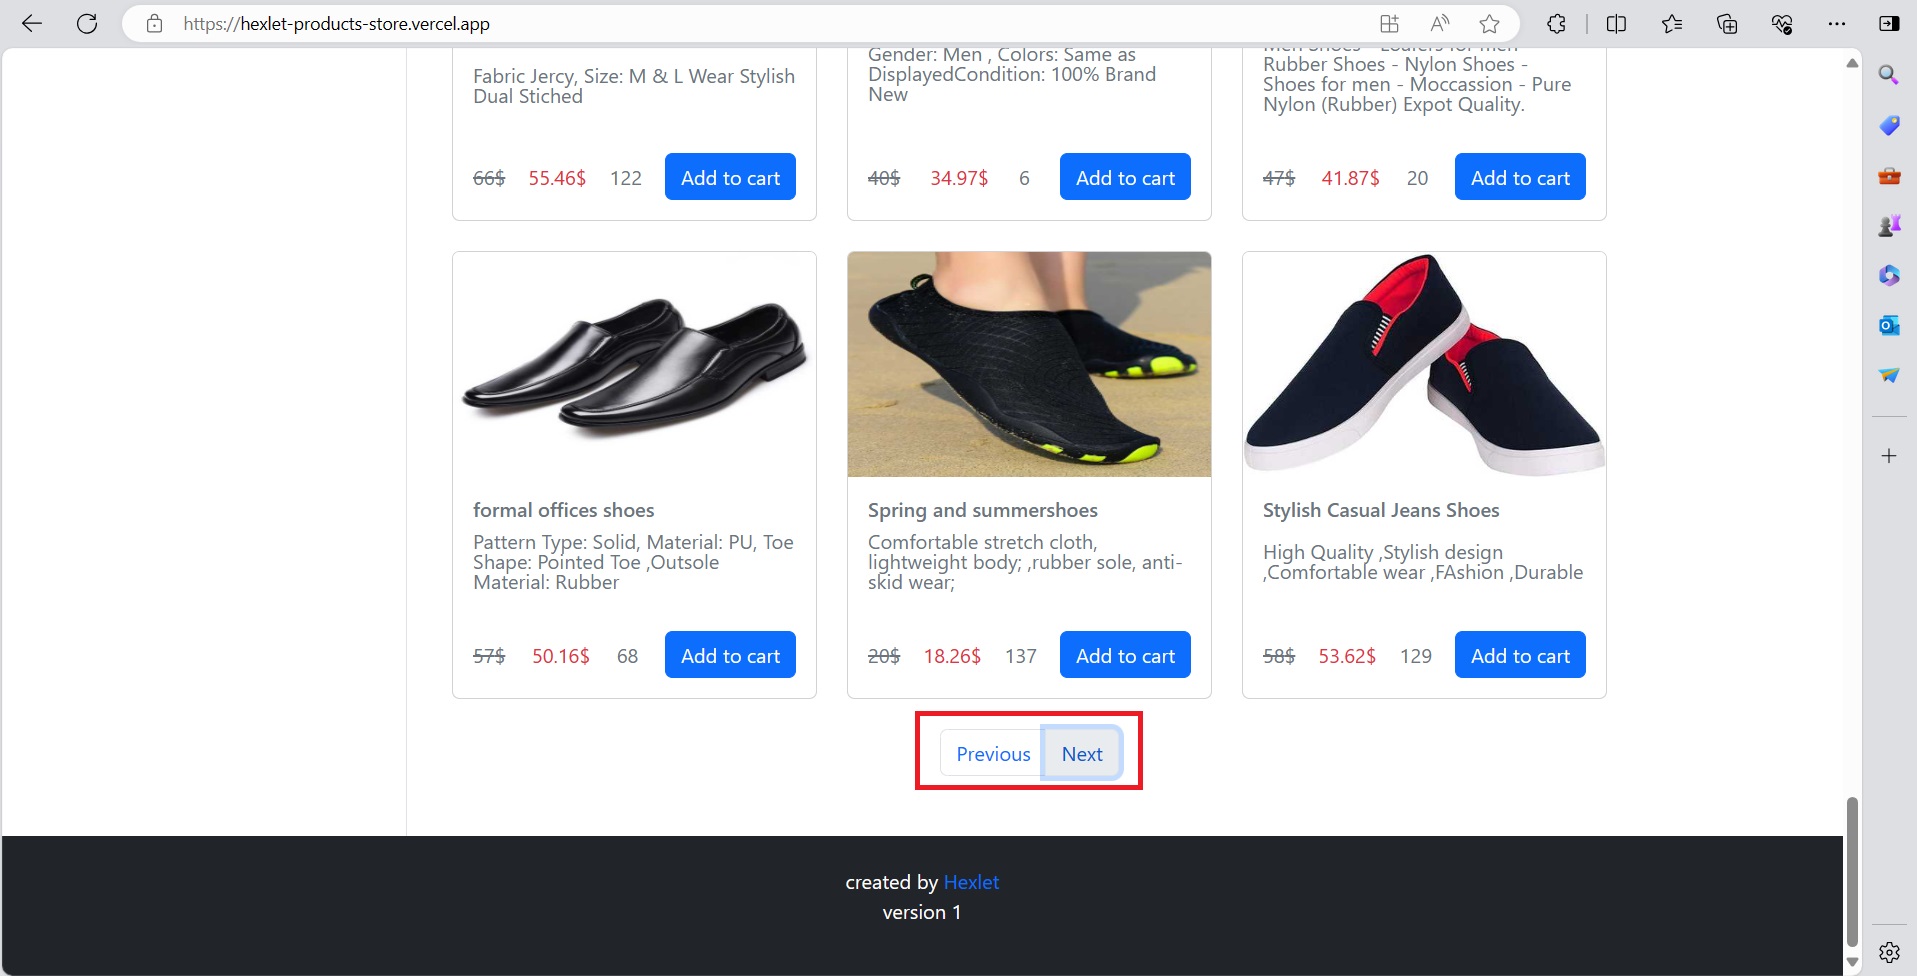 https://hexlet-products-store.vercel.app
Fabric Jercy, Size: M & L Wear Stylish
Dual Stiched
66$ 55.46$ 122 Add to cart
Gender: Men , Colors: Same as
DisplayedCondition: 100% Brand
New
40$ 34.97$ 6 Add to cart
Men Shoes - Loafers for men -
Rubber Shoes - Nylon Shoes -
Shoes for men - Moccassion - Pure
Nylon (Rubber) Expot Quality.
47$ 41.87$ 20 Add to cart
formal offices shoes
Pattern Type: Solid, Material: PU, Toe
Shape: Pointed Toe ,Outsole
Material: Rubber
57$ 50.16$ 68 Add to cart
Spring and summershoes
Comfortable stretch cloth,
lightweight body; ,rubber sole, anti-
skid wear;
20$ 18.26$ 137 Add to cart
Stylish Casual Jeans Shoes
High Quality ,Stylish design
,Comfortable wear ,FAshion ,Durable
58$ 53.62$ 129 Add to cart
Previous Next
created by Hexlet
version 1